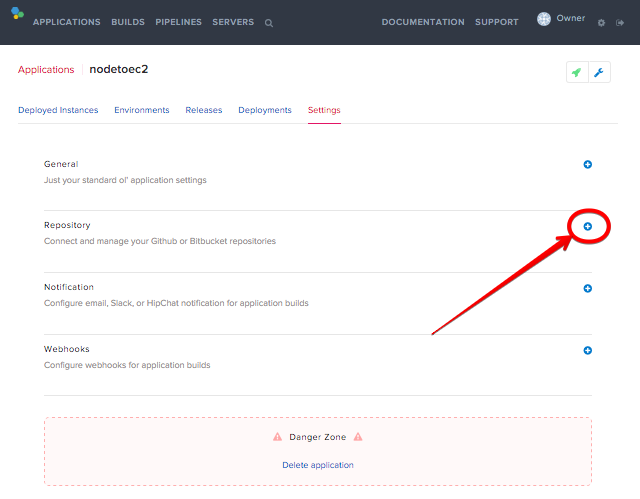 APPLICATIONS BUILDS PIPELINES SERVERS DOCUMENTATION SUPPORT Owner
Applications nodetoec2
Deployed Instances Environments Releases Deployments Settings
General
Just your standard ol' application settings
Repository
Connect and manage your Github or Bitbucket repositories
Notification
Configure email, Slack, or HipChat notification for application builds
Webhooks
Configure webhooks for application builds
Danger Zone
Delete application